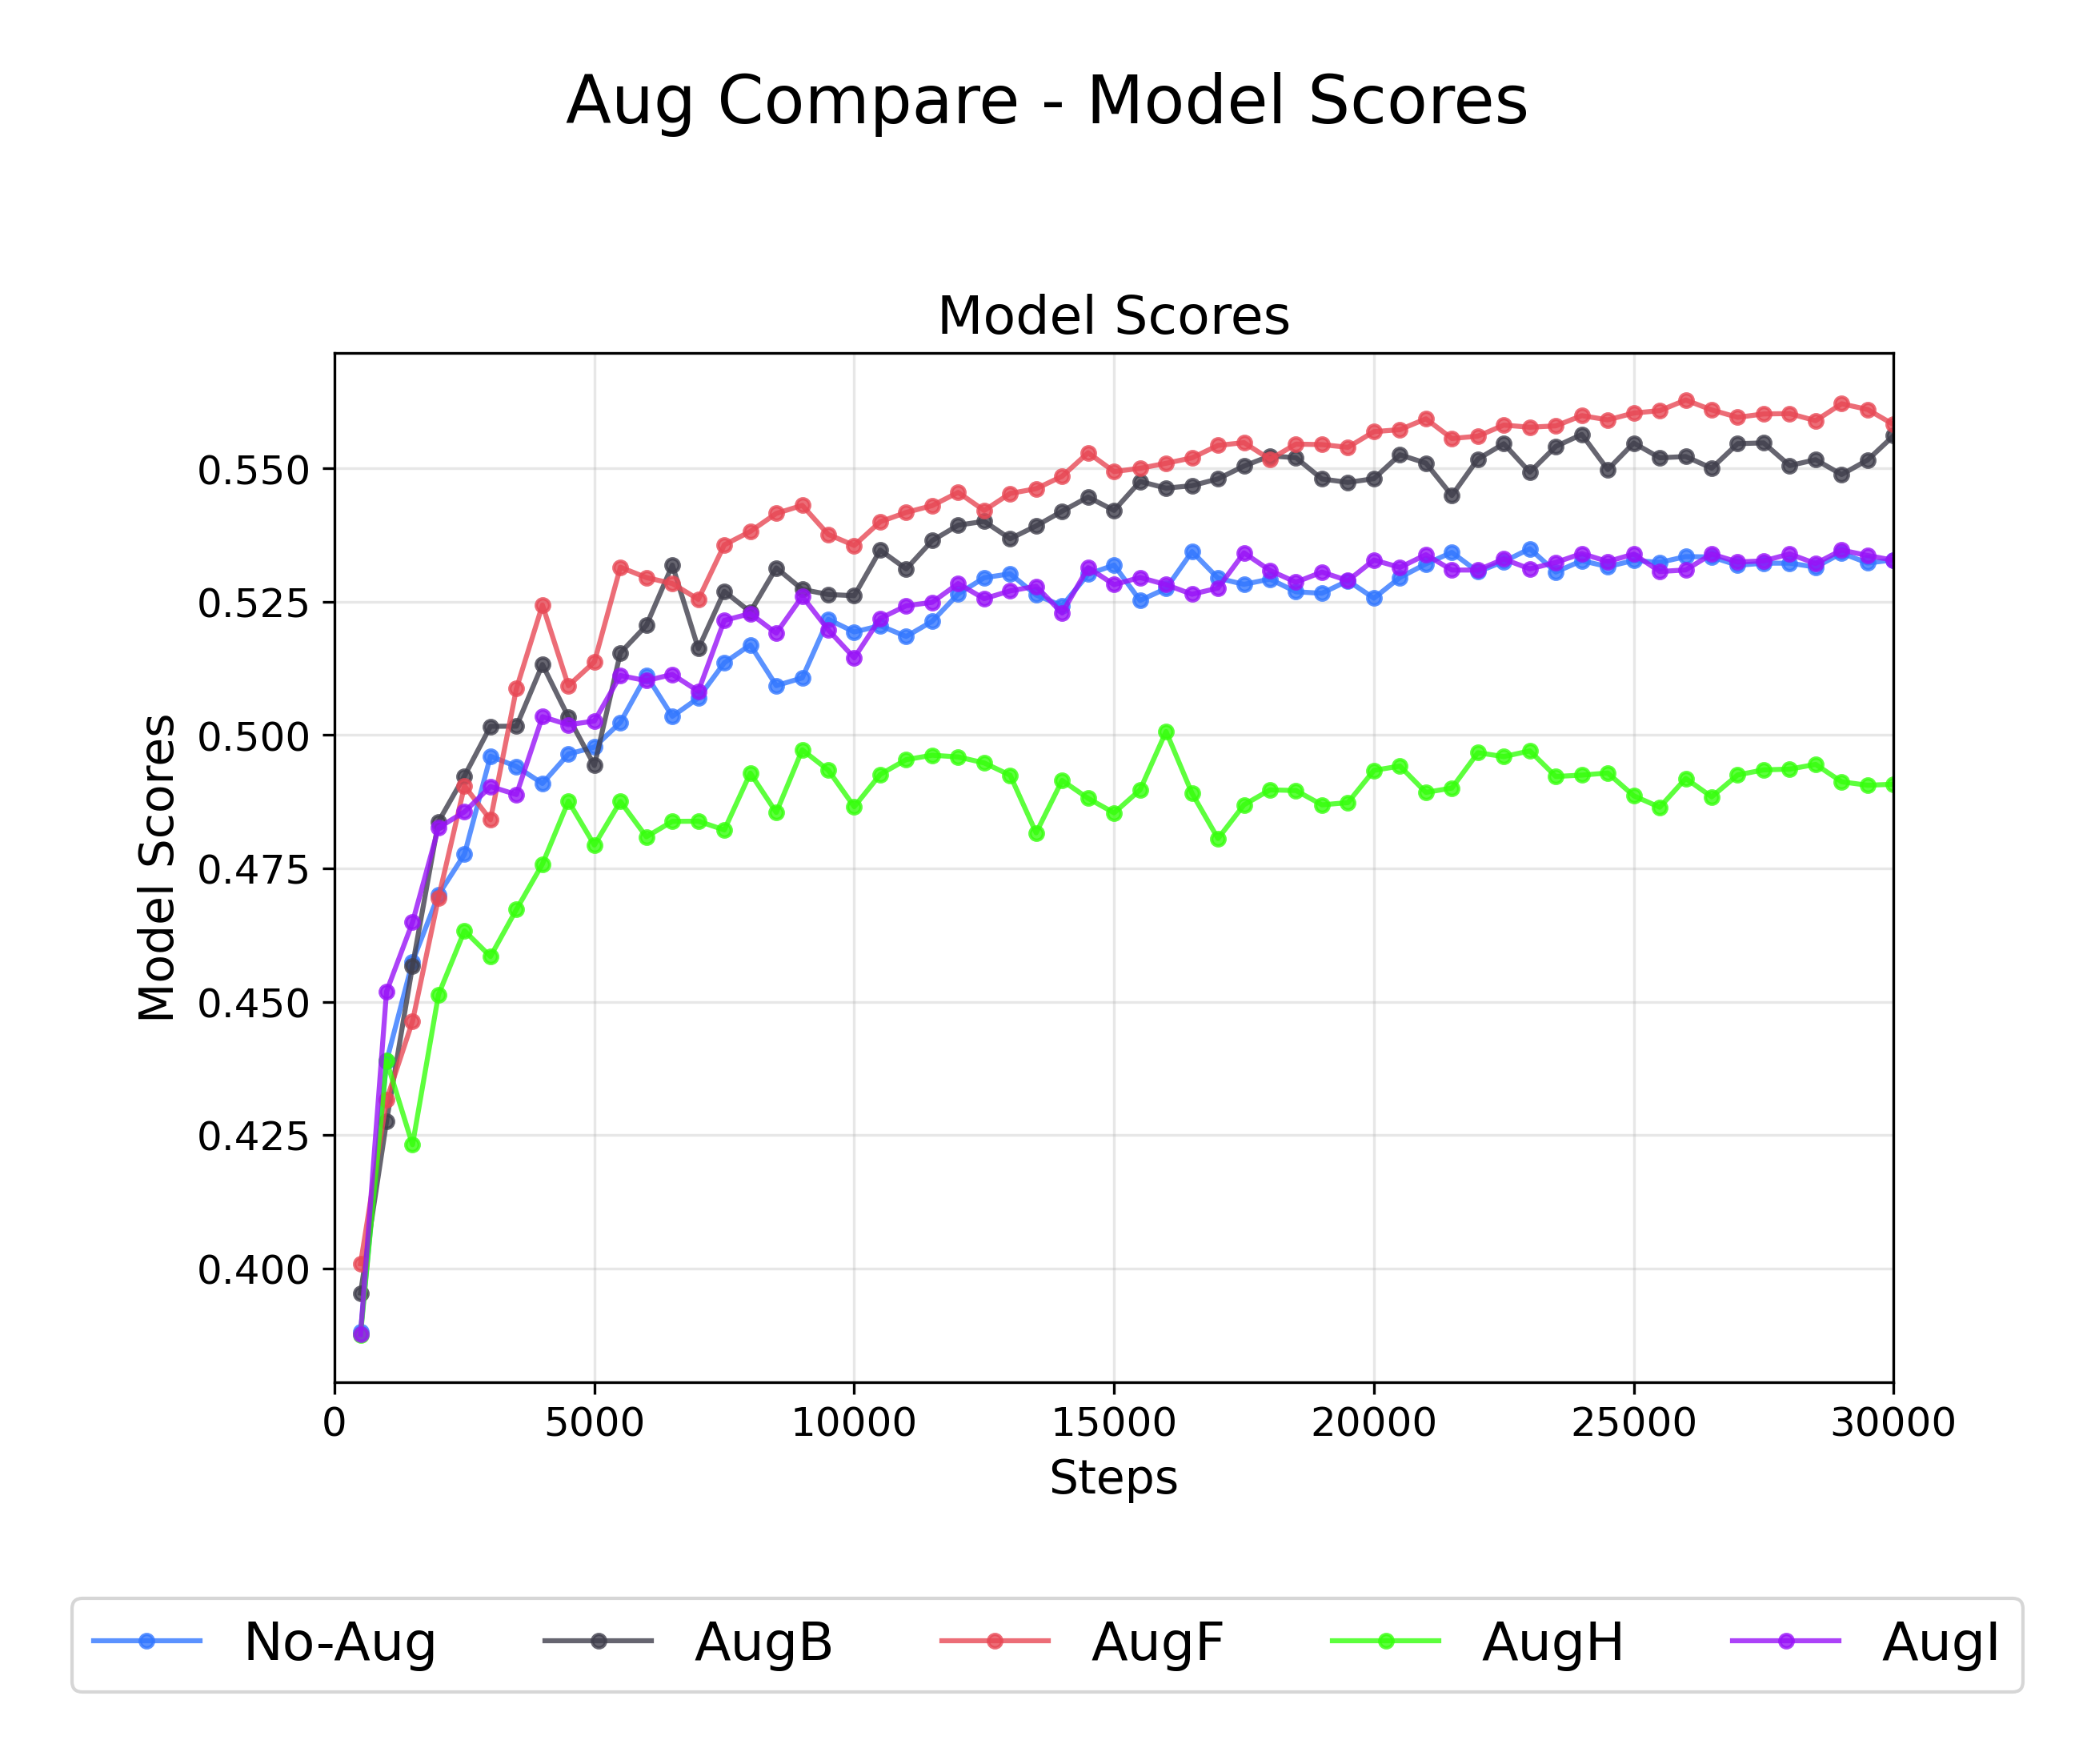 Aug Compare - Model Scores
Model Scores
Model Scores
0.550
0.525
0.500
0.475
0.450
0.425
0.400
0 5000 10000 15000 20000 25000 30000
Steps
No-Aug AugB AugF AugH AugI